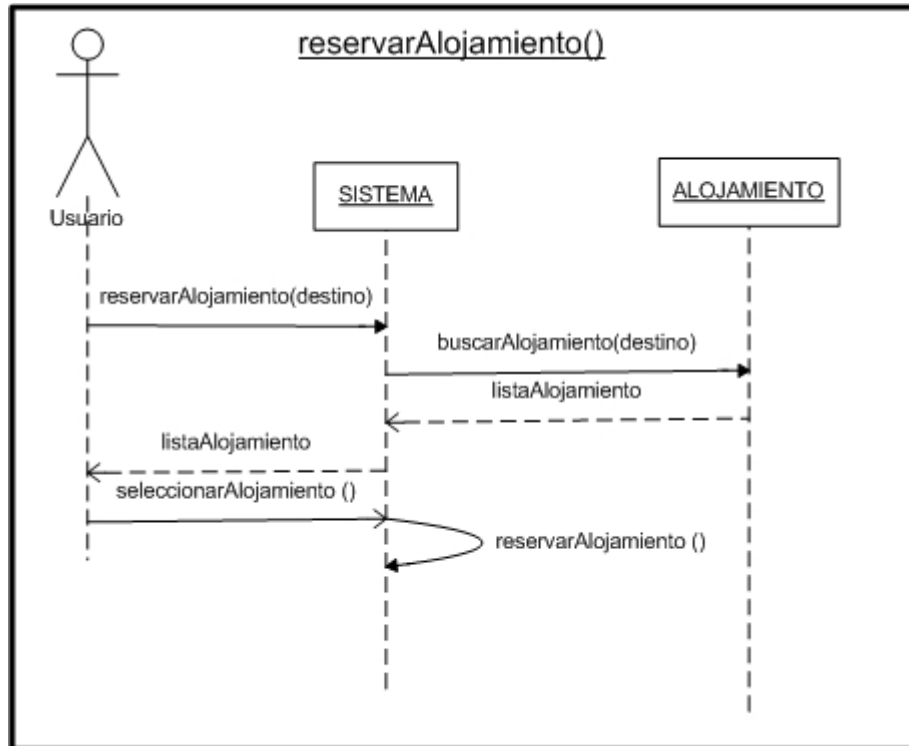 reservarAlojamiento()
Usuario
SISTEMA
ALOJAMIENTO
reservarAlojamiento(destino)
buscarAlojamiento(destino)
listaAlojamiento
listaAlojamiento
seleccionarAlojamiento ()
reservarAlojamiento ()